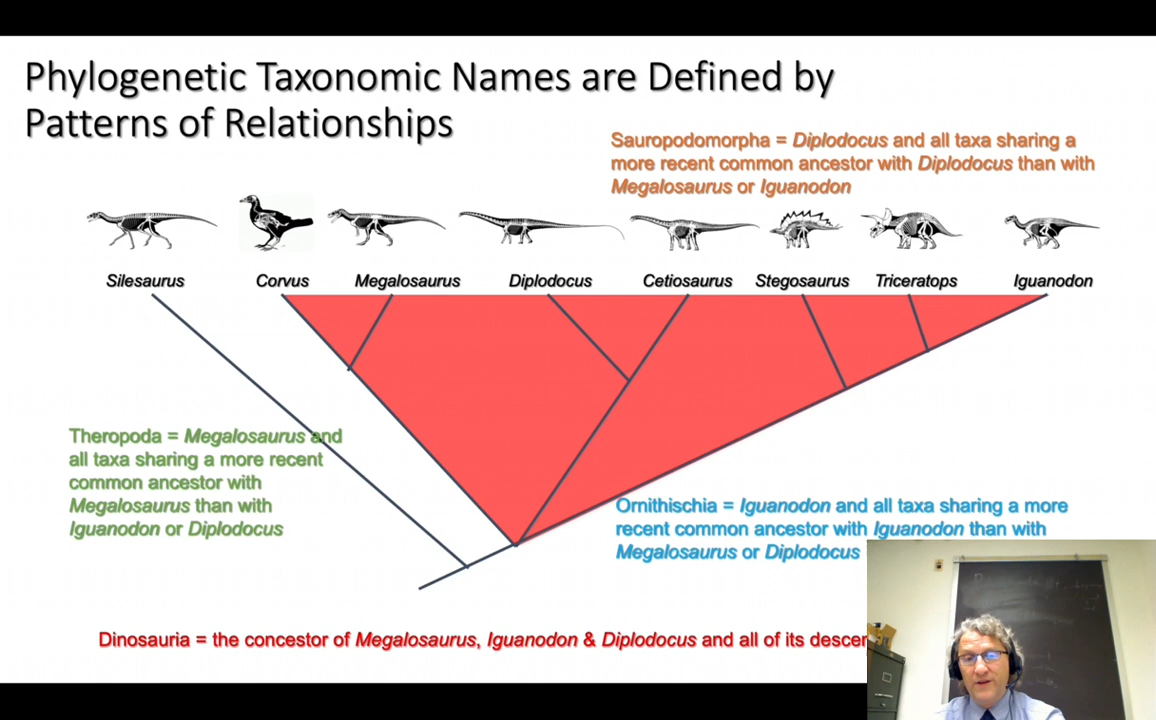 Phylogenetic Taxonomic Names are Defined by
Patterns of Relationships
Sauropodomorpha = Diplodocus and all taxa sharing a
more recent common ancestor with Diplodocus than with
Megalosaurus or Iguanodon
Silesaurus Corvus Megalosaurus Diplodocus Cetiosaurus Stegosaurus Triceratops Iguanodon
Theropoda = Megalosaurus and
all taxa sharing a more recent
common ancestor with
Megalosaurus than with
Iguanodon or Diplodocus
Ornithischia = Iguanodon and all taxa sharing a more
recent common ancestor with Iguanodon than with
Megalosaurus or Diplodocus
Dinosauria = the concestor of Megalosaurus, Iguanodon & Diplodocus and all of its